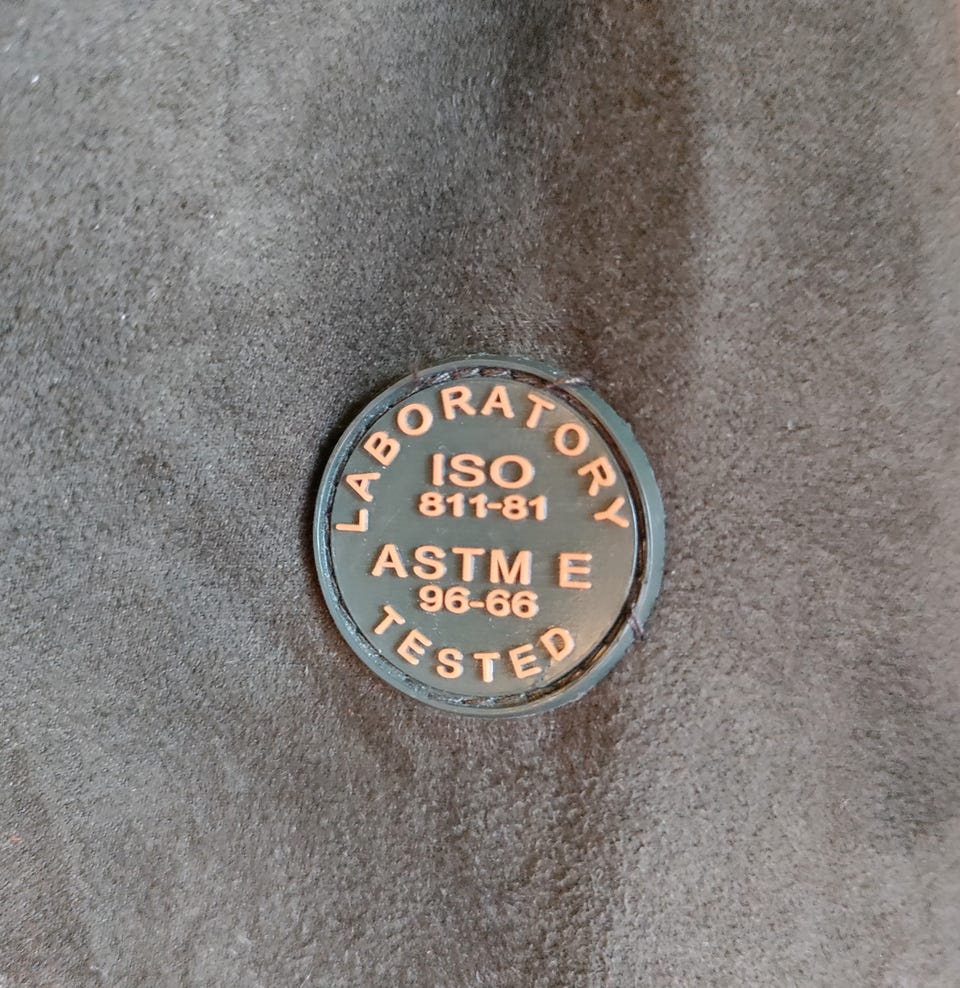 LABORATORY
ISO
811-81
ASTM E
96-66
TESTED